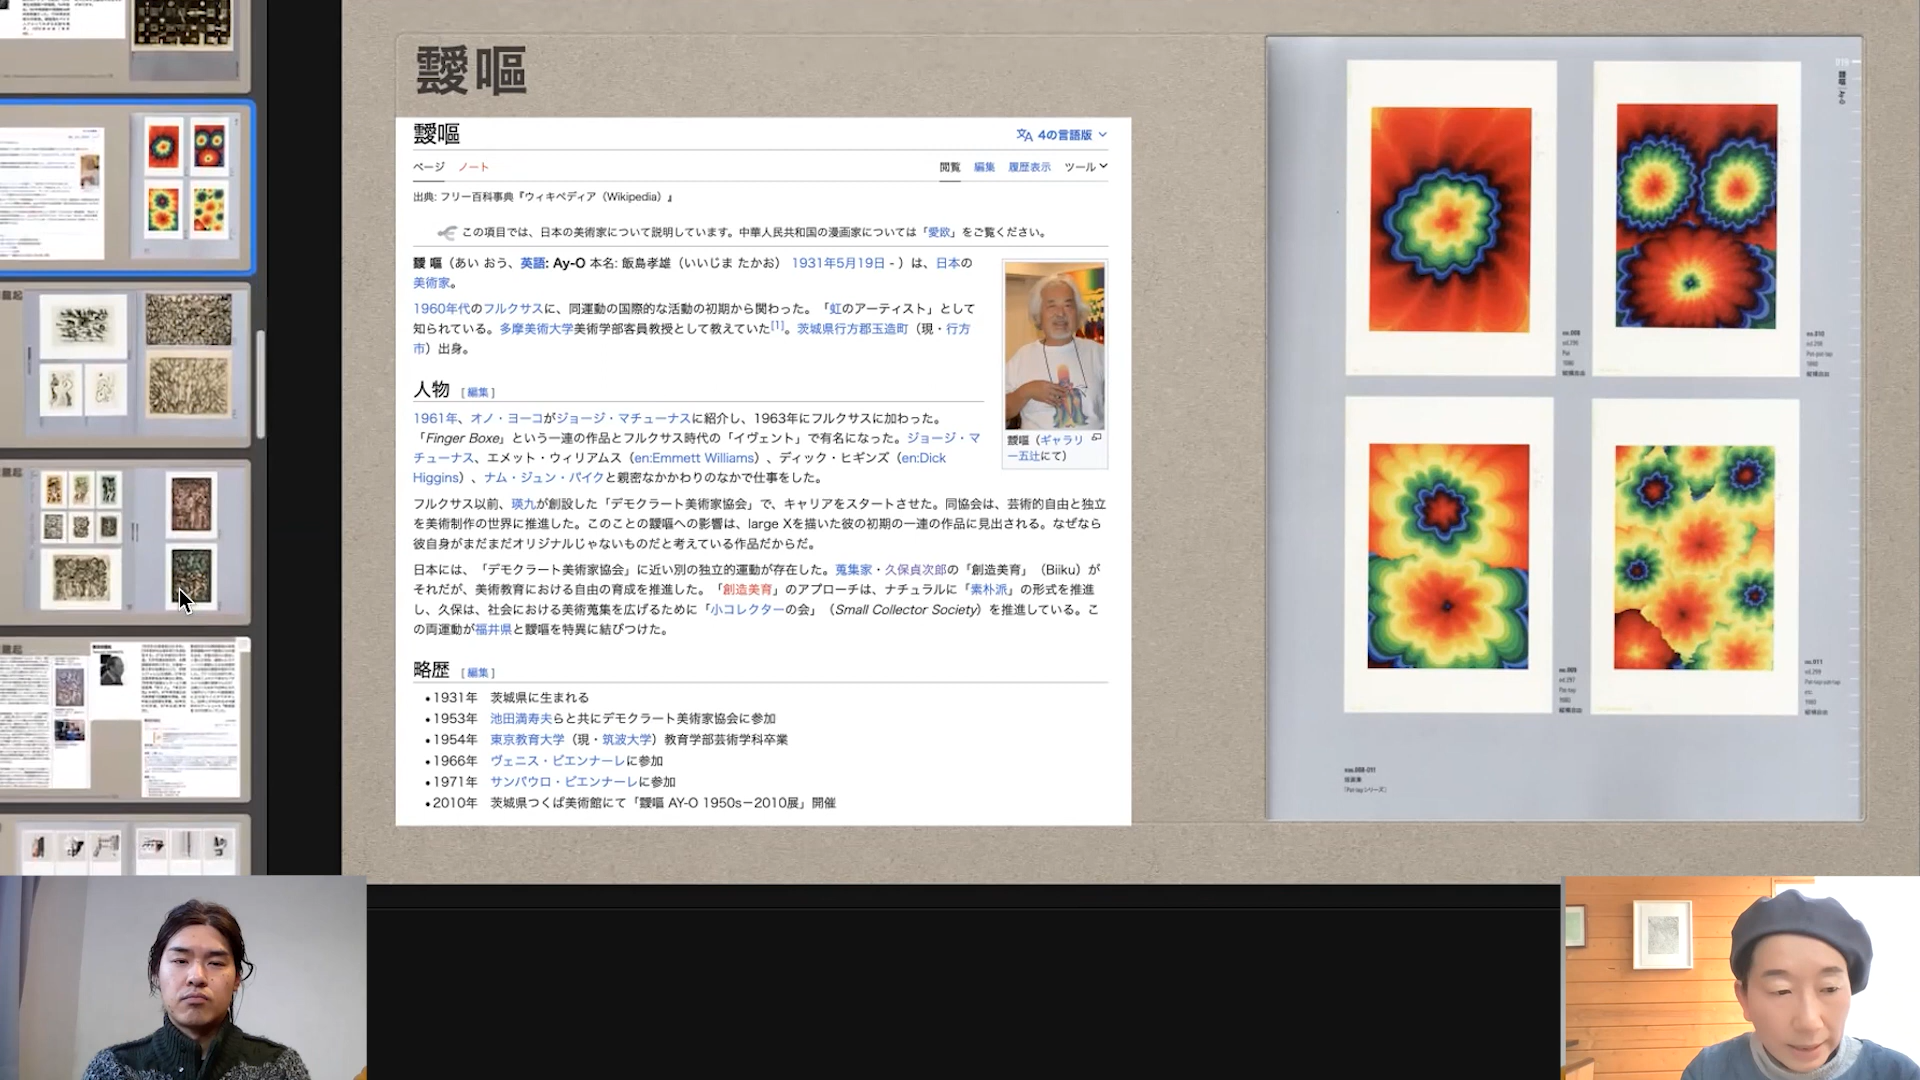 靉嘔
靉嘔
4の言語版
ページ ノート
閲覧 編集 履歴表示 ツール
出典: フリー百科事典『ウィキペディア（Wikipedia）』
この項目では、日本の美術家について説明しています。中華人民共和国の漫画家については「愛欧」をご覧ください。
靉 嘔（あい おう、英語: Ay-O 本名: 飯島孝雄（いいじま たかお） 1931年5月19日 - ）は、日本の
美術家。
1960年代のフルクサスに、同運動の国際的な活動の初期から関わった。「虹のアーティスト」として
知られている。多摩美術大学美術学部客員教授として教えていた[1]。茨城県行方郡玉造町（現・行方
市）出身。
靉嘔（ギャラリ
ー五辻にて）
人物 [編集]
1961年、オノ・ヨーコがジョージ・マチューナスに紹介し、1963年にフルクサスに加わった。
「Finger Boxe」という一連の作品とフルクサス時代の「イヴェント」で有名になった。ジョージ・マ
チューナス、エメット・ウィリアムス（en:Emmett Williams）、ディック・ヒギンズ（en:Dick
Higgins）、ナム・ジュン・パイクと親密なかかわりのなかで仕事をした。
フルクサス以前、瑛九が創設した「デモクラート美術家協会」で、キャリアをスタートさせた。同協会は、芸術的自由と独立
を美術制作の世界に推進した。このことの靉嘔への影響は、large Xを描いた彼の初期の一連の作品に見出される。なぜなら
彼自身がまだまだオリジナルじゃないものだと考えている作品だからだ。
日本には、「デモクラート美術家協会」に近い別の独立的運動が存在した。蒐集家・久保貞次郎の「創造美育」（Biiku）が
それだが、美術教育における自由の育成を推進した。「創造美育」のアプローチは、ナチュラルに「素朴派」の形式を推進
し、久保は、社会における美術蒐集を広げるために「小コレクターの会」（Small Collector Society）を推進している。こ
の両運動が福井県と靉嘔を特異に結びつけた。
略歴 [編集]
• 1931年 茨城県に生まれる
• 1953年 池田満寿夫らと共にデモクラート美術家協会に参加
• 1954年 東京教育大学（現・筑波大学）教育学部芸術学科卒業
• 1966年 ヴェニス・ビエンナーレに参加
• 1971年 サンパウロ・ビエンナーレに参加
• 2010年 茨城県つくば美術館にて「靉嘔 AY-O 1950s－2010展」開催